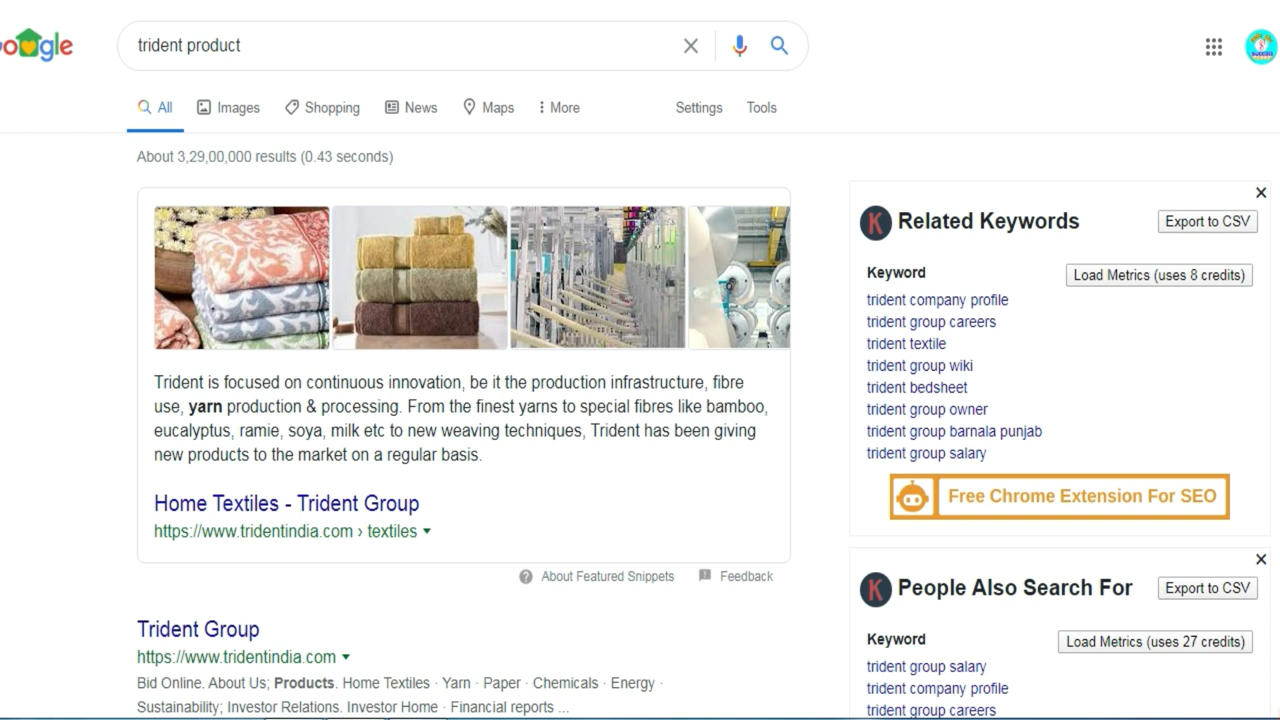 oogle
trident product
All Images Shopping News Maps More Settings Tools
About 3,29,00,000 results (0.43 seconds)
Trident is focused on continuous innovation, be it the production infrastructure, fibre
use, yarn production & processing. From the finest yarns to special fibres like bamboo,
eucalyptus, ramie, soya, milk etc to new weaving techniques, Trident has been giving
new products to the market on a regular basis.
Home Textiles - Trident Group
https://www.tridentindia.com › textiles
About Featured Snippets Feedback
Trident Group
https://www.tridentindia.com
Bid Online. About Us; Products. Home Textiles · Yarn · Paper · Chemicals · Energy ·
Sustainability; Investor Relations. Investor Home · Financial reports ...
K Related Keywords Export to CSV
Keyword Load Metrics (uses 8 credits)
trident company profile
trident group careers
trident textile
trident group wiki
trident bedsheet
trident group owner
trident group barnala punjab
trident group salary
Free Chrome Extension For SEO
K People Also Search For Export to CSV
Keyword Load Metrics (uses 27 credits)
trident group salary
trident company profile
trident group careers